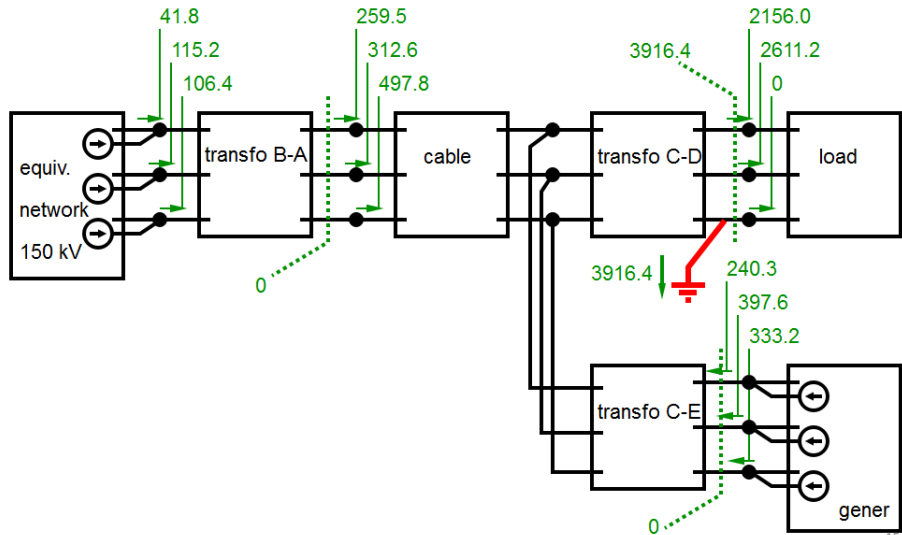 41.8
259.5
2156.0
115.2
312.6
3916.4
2611.2
106.4
497.8
0
equiv.
network
150 kV
transfo B-A
cable
transfo C-D
load
0
3916.4
240.3
397.6
333.2
transfo C-E
0
gener